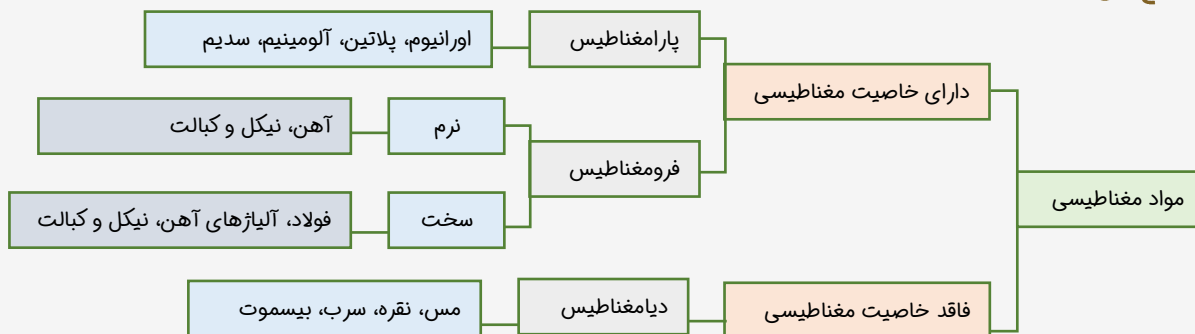 مواد مغناطیسی
دارای خاصیت مغناطیسی
پارامغناطیس
اورانیوم، پلاتین، آلومینیم، سدیم
فرومغناطیس
نرم
آهن، نیکل و کبالت
سخت
فولاد، آلیاژهای آهن، نیکل و کبالت
فاقد خاصیت مغناطیسی
دیامغناطیس
مس، نقره، سرب، بیسموت